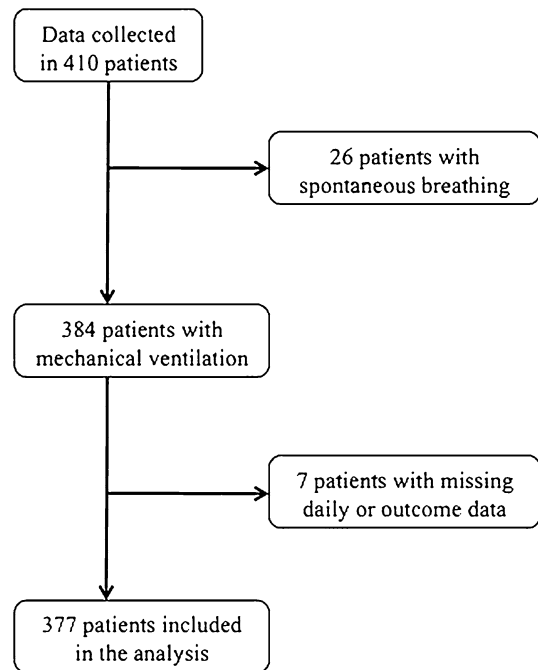 Data collected
in 410 patients
26 patients with
spontaneous breathing
384 patients with
mechanical ventilation
7 patients with missing
daily or outcome data
377 patients included
in the analysis